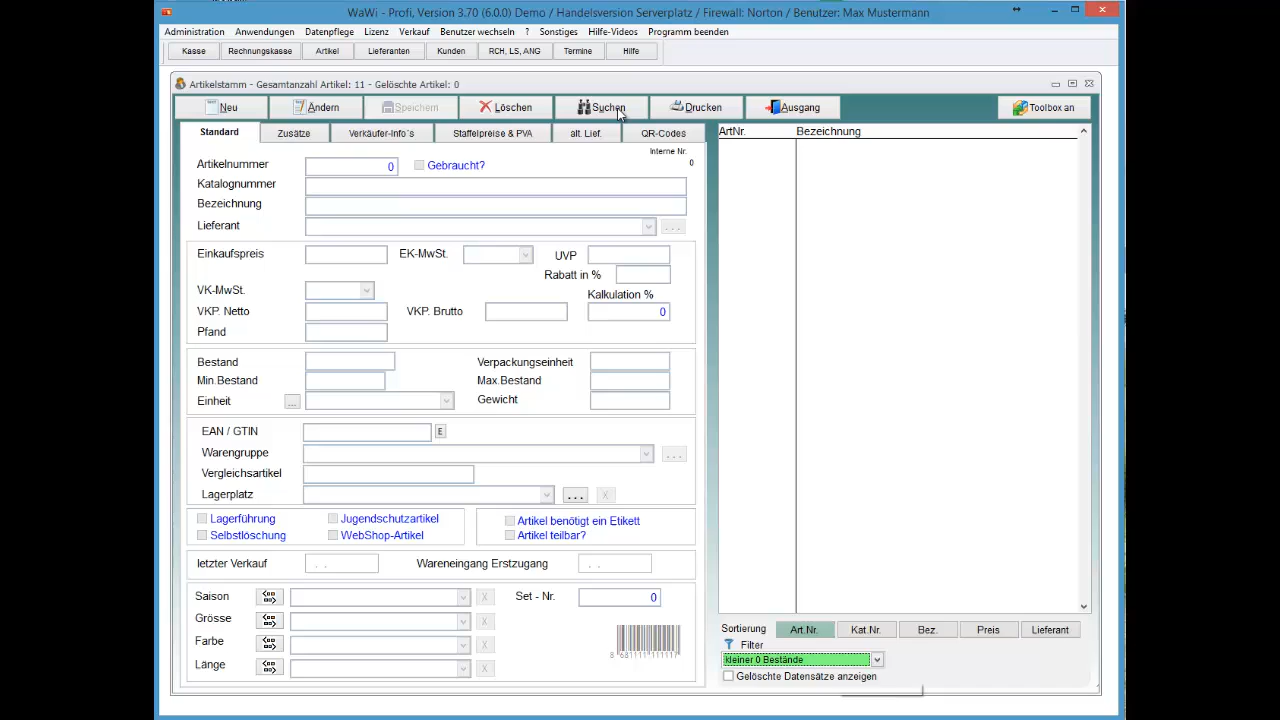 WaWi - Profi, Version 3.70 (6.0.0) Demo / Handelsversion Serverplatz / Firewall: Norton / Benutzer: Max Mustermann
Administration Anwendungen Datenpflege Lizenz Verkauf Benutzer wechseln ? Sonstiges Hilfe-Videos Programm beenden
Kasse Rechnungskasse Artikel Lieferanten Kunden RCH, LS, ANG Termine Hilfe
Artikelstamm - Gesamtanzahl Artikel: 11 - Gelöschte Artikel: 0
Neu Ändern Speichern Löschen Suchen Drucken Ausgang Toolbox an
Standard Zusätze Verkäufer-Info´s Staffelpreise & PVA alt. Lief. QR-Codes
ArtNr. Bezeichnung
Interne Nr.
0
Artikelnummer 0 Gebraucht?
Katalognummer
Bezeichnung
Lieferant ...
Einkaufspreis EK-MwSt. UVP
Rabatt in %
VK-MwSt. Kalkulation %
VKP. Netto VKP. Brutto 0
Pfand
Bestand Verpackungseinheit
Min.Bestand Max.Bestand
Einheit ... Gewicht
EAN / GTIN E
Warengruppe ...
Vergleichsartikel
Lagerplatz ... X
Lagerführung Jugendschutzartikel Artikel benötigt ein Etikett
Selbstlöschung WebShop-Artikel Artikel teilbar?
letzter Verkauf . . Wareneingang Erstzugang . .
Saison X Set - Nr. 0
Grösse X
Farbe X
Länge X
Sortierung Art.Nr. Kat.Nr. Bez. Preis Lieferant
Filter
kleiner 0 Bestände
Gelöschte Datensätze anzeigen